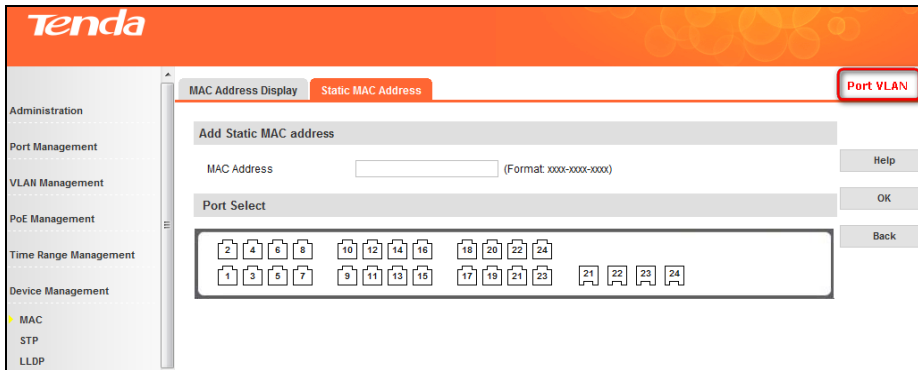 Tenda
MAC Address Display Static MAC Address Port VLAN
Administration
Port Management
VLAN Management
PoE Management
Time Range Management
Device Management
MAC
STP
LLDP
Add Static MAC address
MAC Address (Format: xxxx-xxxx-xxxx)
Port Select
2 4 6 8 10 12 14 16 18 20 22 24
1 3 5 7 9 11 13 15 17 19 21 23 21 22 23 24
Help
OK
Back